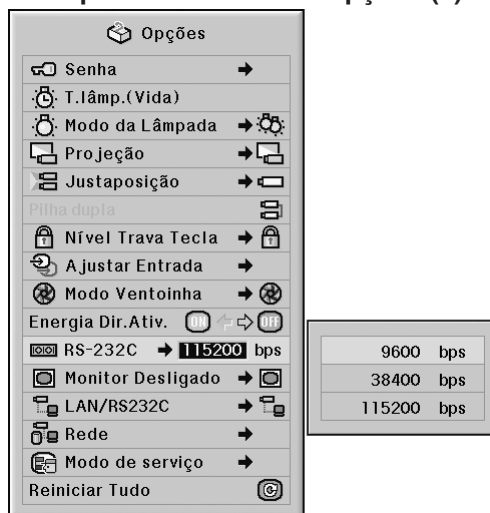 Opções
Senha
T.lâmp.(Vida)
Modo da Lâmpada
Projeção
Justaposição
Pilha dupla
Nível Trava Tecla
Ajustar Entrada
Modo Ventoinha
Energia Dir.Ativ. ON OFF
RS-232C 115200 bps
9600 bps
38400 bps
115200 bps
Monitor Desligado
LAN/RS232C
Rede
Modo de serviço
Reiniciar Tudo